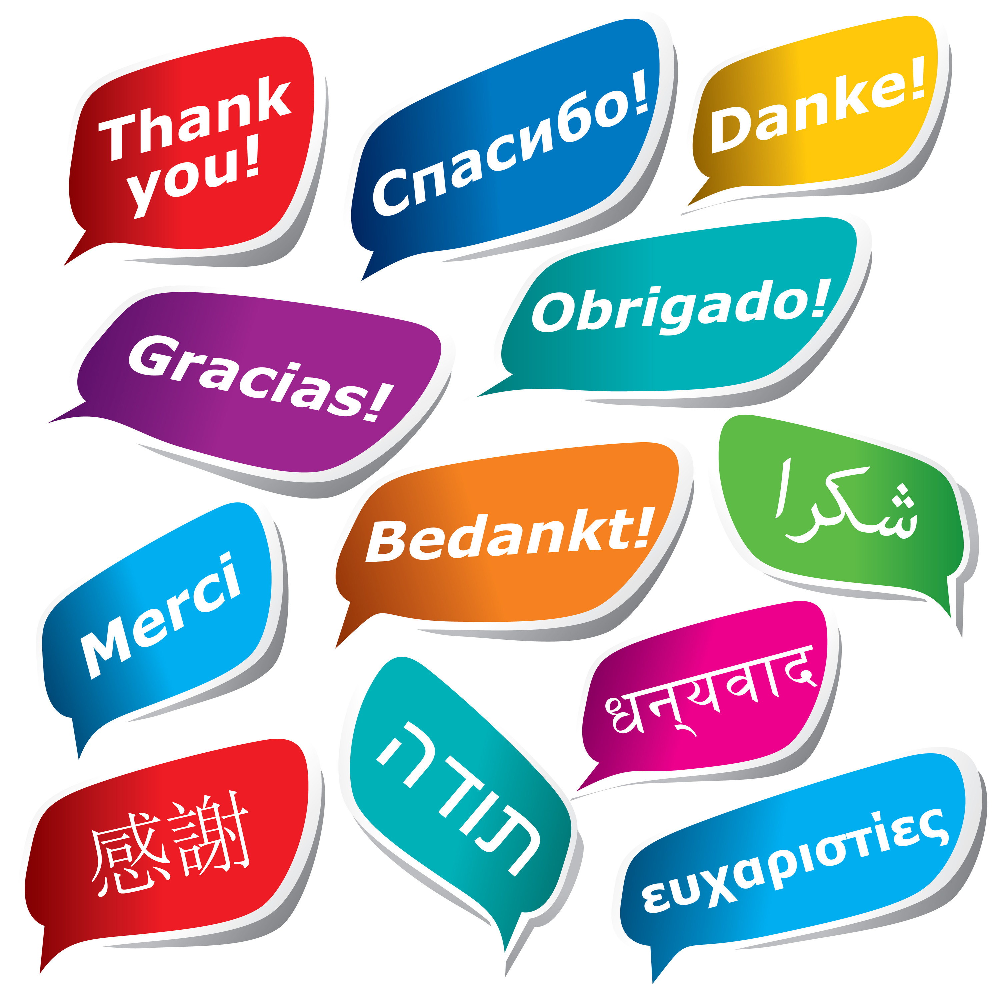 Thank
you!
Спасибо!
Danke!
Obrigado!
Gracias!
Bedankt!
شكرا
Merci
धन्‌यवाद
תודה
感謝
ευχαριστίες